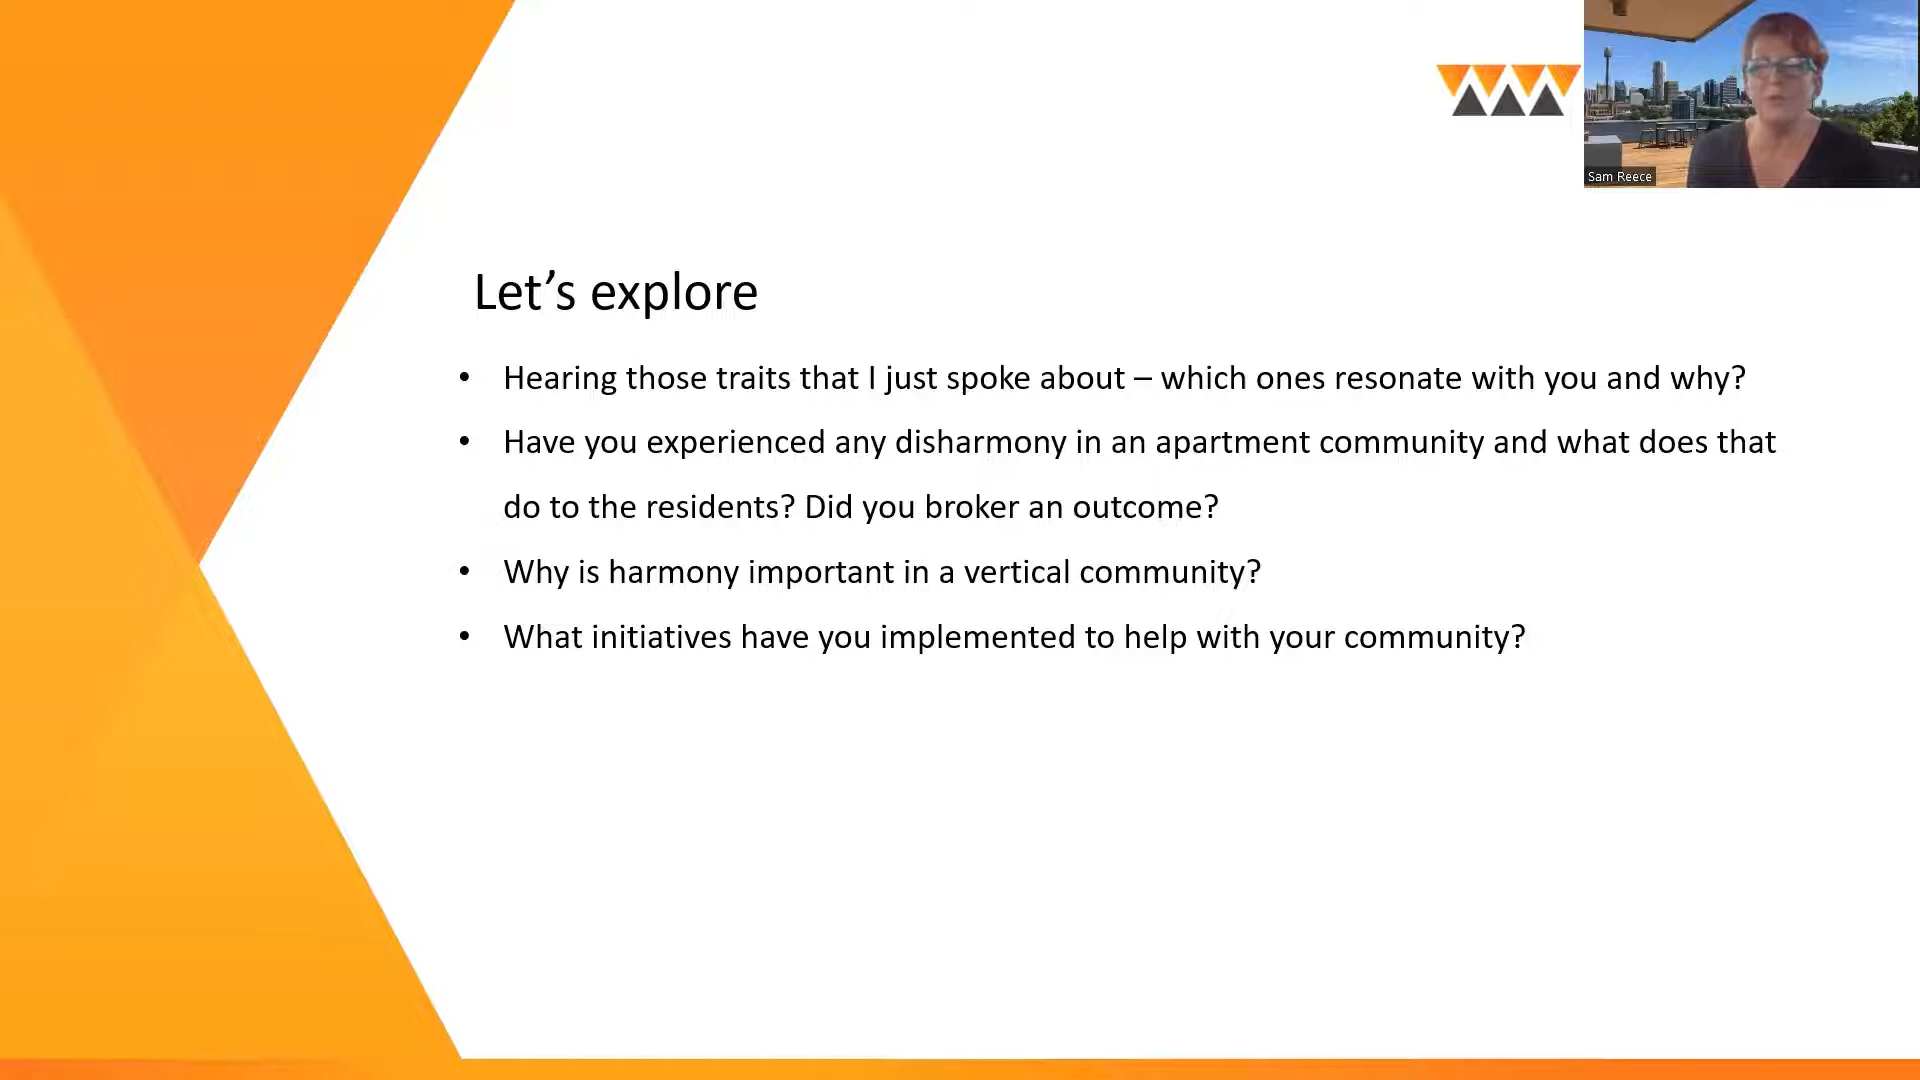 Sam Reece
Let’s explore
• Hearing those traits that I just spoke about – which ones resonate with you and why?
• Have you experienced any disharmony in an apartment community and what does that
do to the residents? Did you broker an outcome?
• Why is harmony important in a vertical community?
• What initiatives have you implemented to help with your community?